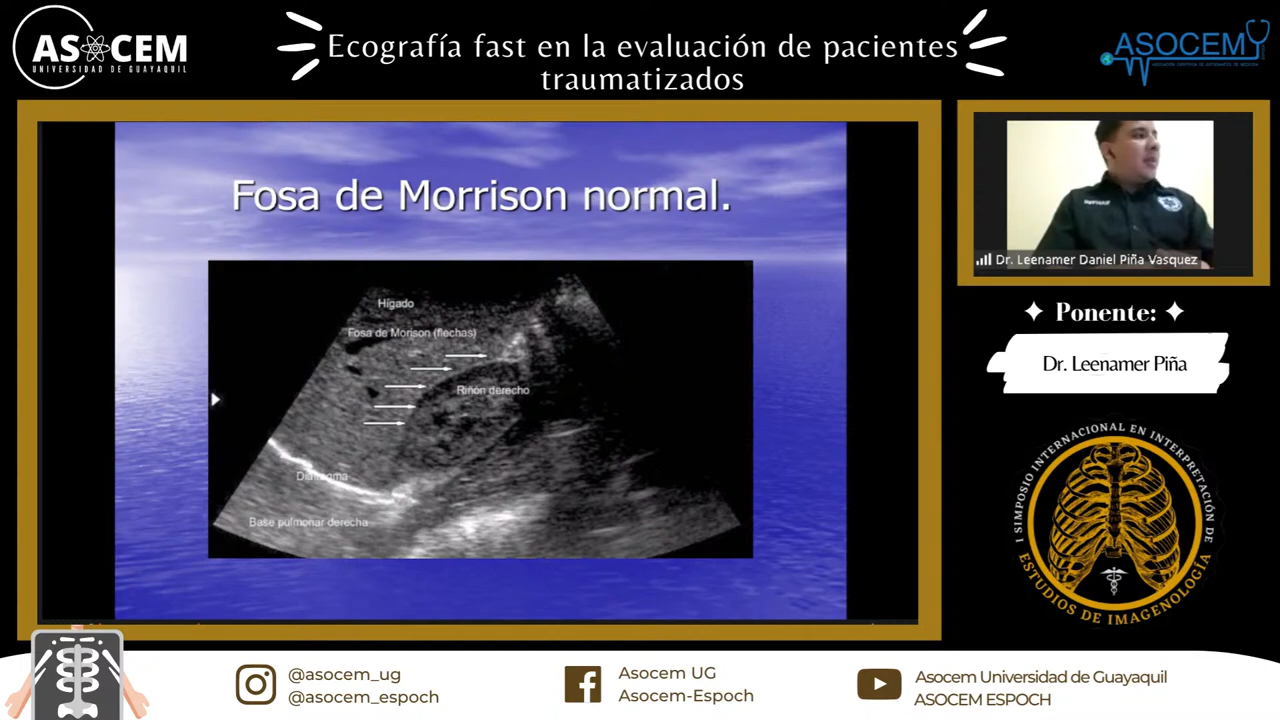 ASOCEM
UNIVERSIDAD DE GUAYAQUIL
Ecografía fast en la evaluación de pacientes
traumatizados
ASOCEM
Fosa de Morrison normal.
Hígado
Fosa de Morison (flechas)
Riñón derecho
Diafragma
Base pulmonar derecha
Dr. Leenamer Daniel Piña Vasquez
Ponente:
Dr. Leenamer Piña
I SIMPOSIO INTERNACIONAL EN INTERPRETACIÓN DE
ESTUDIOS DE IMAGENOLOGÍA
@asocem_ug
@asocem_espoch
Asocem UG
Asocem-Espoch
Asocem Universidad de Guayaquil
ASOCEM ESPOCH